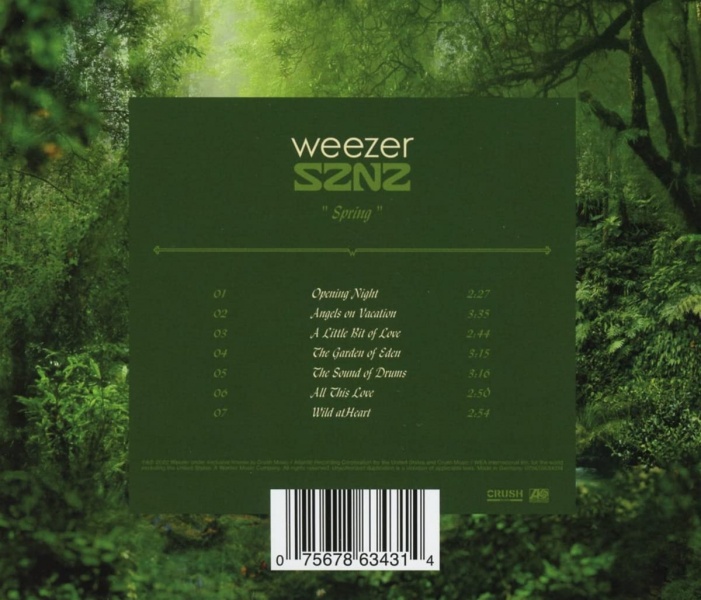 weezer
SZNZ
" Spring "
01 Opening Night 2:27
02 Angels on Vacation 3:35
03 A Little Bit of Love 2:44
04 The Garden of Eden 3:15
05 The Sound of Drums 3:16
06 All This Love 2:50
07 Wild atHeart 2:54
CRUSH
0 75678 63431 4